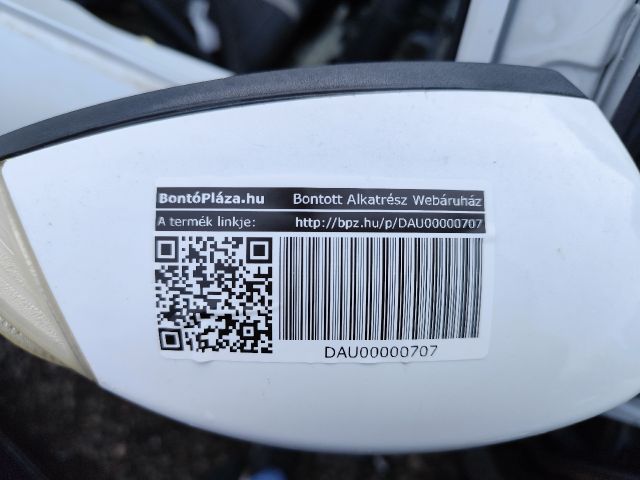 BontóPláza.hu Bontott Alkatrész Webáruház
A termék linkje: http://bpz.hu/p/DAU00000707
DAU00000707